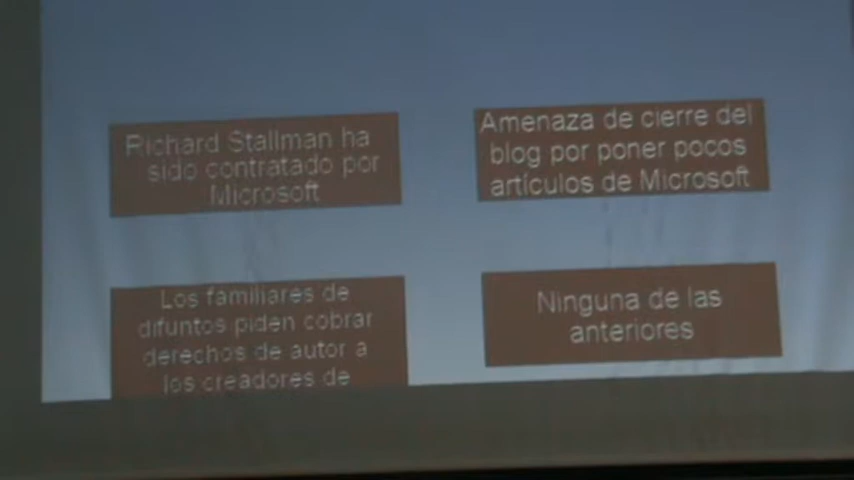 Richard Stallman ha
sido contratado por
Microsoft
Amenaza de cierre del
blog por poner pocos
artículos de Microsoft
Los familiares de
difuntos piden cobrar
derechos de autor a
los creadores de
Ninguna de las
anteriores